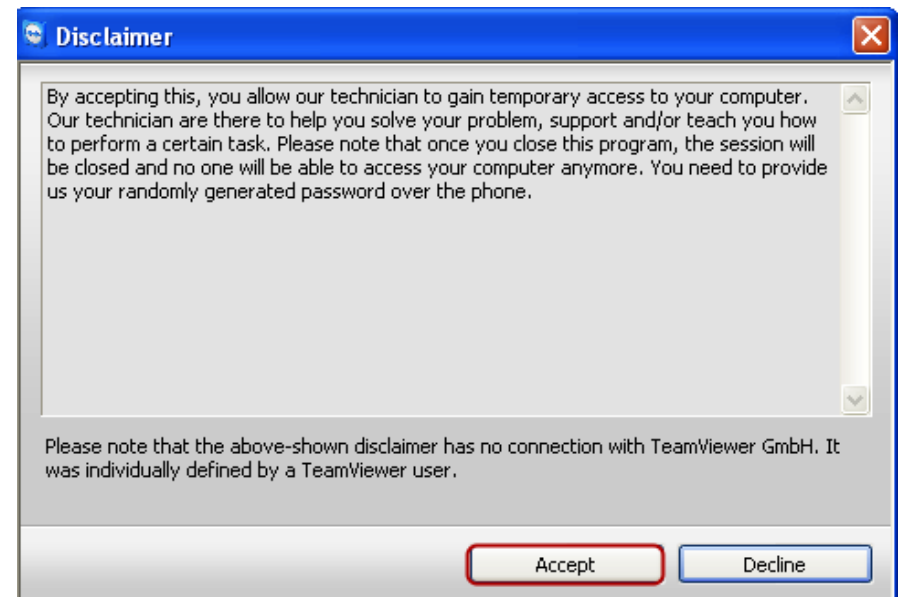 Disclaimer
By accepting this, you allow our technician to gain temporary access to your computer.
Our technician are there to help you solve your problem, support and/or teach you how
to perform a certain task. Please note that once you close this program, the session will
be closed and no one will be able to access your computer anymore. You need to provide
us your randomly generated password over the phone.
Please note that the above-shown disclaimer has no connection with TeamViewer GmbH. It
was individually defined by a TeamViewer user.
Accept Decline